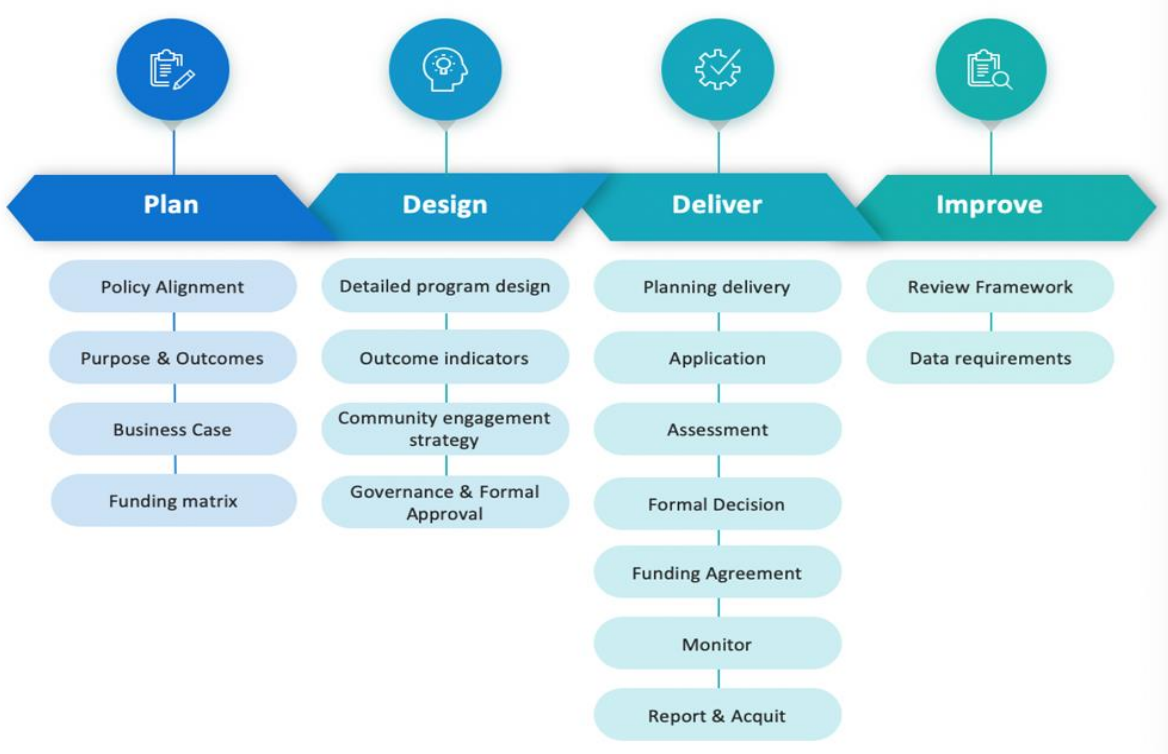 Plan
Policy Alignment
Purpose & Outcomes
Business Case
Funding matrix
Design
Detailed program design
Outcome indicators
Community engagement
strategy
Governance & Formal
Approval
Deliver
Planning delivery
Application
Assessment
Formal Decision
Funding Agreement
Monitor
Report & Acquit
Improve
Review Framework
Data requirements